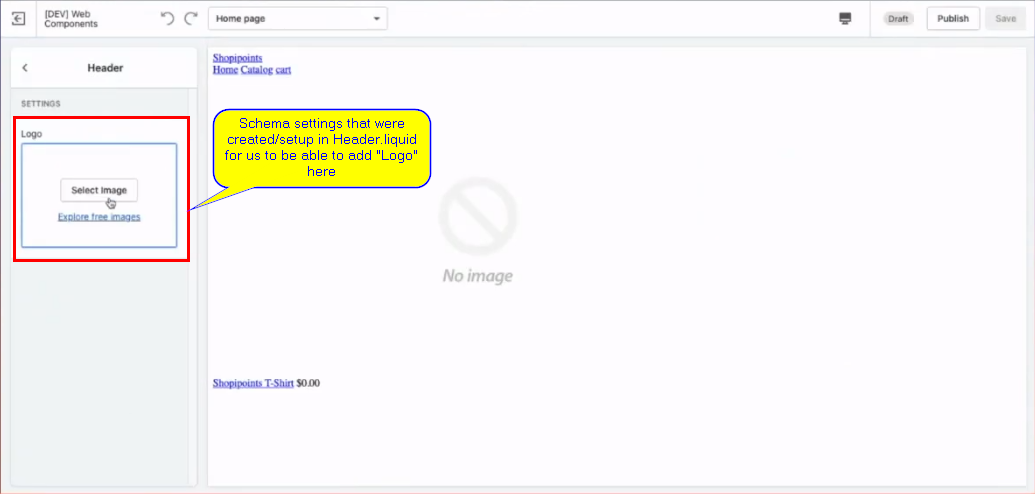 [DEV] Web
Components
Home page
Draft
Publish
Save
Header
SETTINGS
Logo
Select Image
Explore free images
Schema settings that were
created/setup in Header.liquid
for us to be able to add "Logo"
here
Shopipoints
Home Catalog cart
No image
Shopipoints T-Shirt $0.00